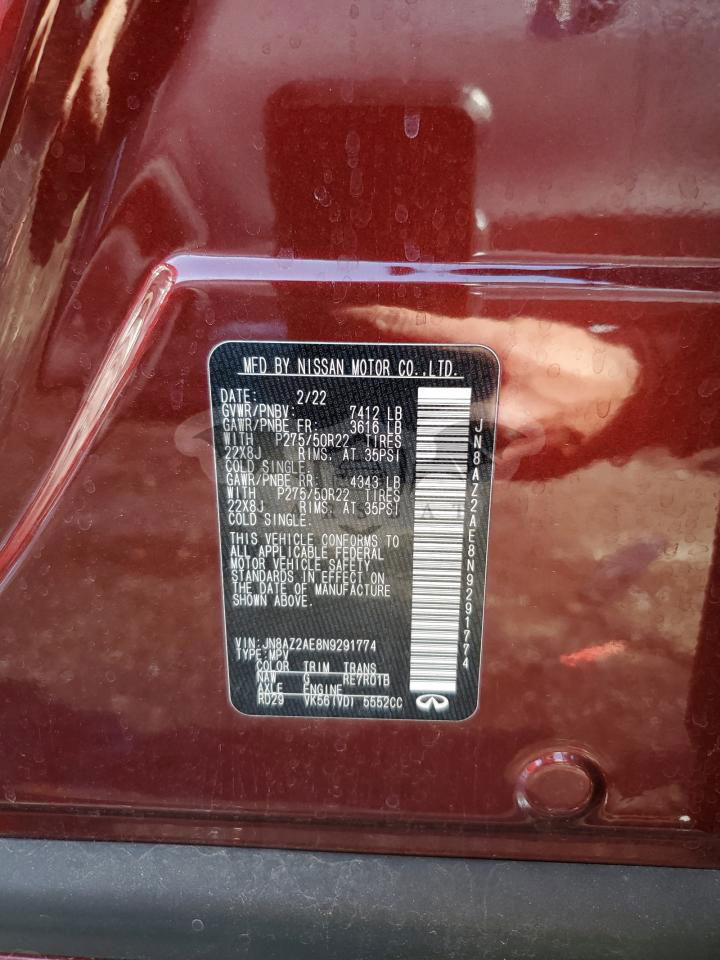 MFD BY NISSAN MOTOR CO.,LTD.
DATE: 2/22
GVWR/PNBV: 7412 LB
GAWR/PNBE FR: 3616 LB
WITH P275/50R22 TIRES
22X8J RIMS, AT 35PSI
COLD SINGLE.
GAWR/PNBE RR: 4343 LB
WITH P275/50R22 TIRES
22X8J RIMS, AT 35PSI
COLD SINGLE.
THIS VEHICLE CONFORMS TO
ALL APPLICABLE FEDERAL
MOTOR VEHICLE SAFETY
STANDARDS IN EFFECT ON
THE DATE OF MANUFACTURE
SHOWN ABOVE.
VIN:JN8AZ2AE8N9291774
TYPE:MPV
COLOR TRIM TRANS
NAW G RE7R01B
AXLE ENGINE
RD29 VK56(VD) 5552CC
JN8AZ2AE8N9291774